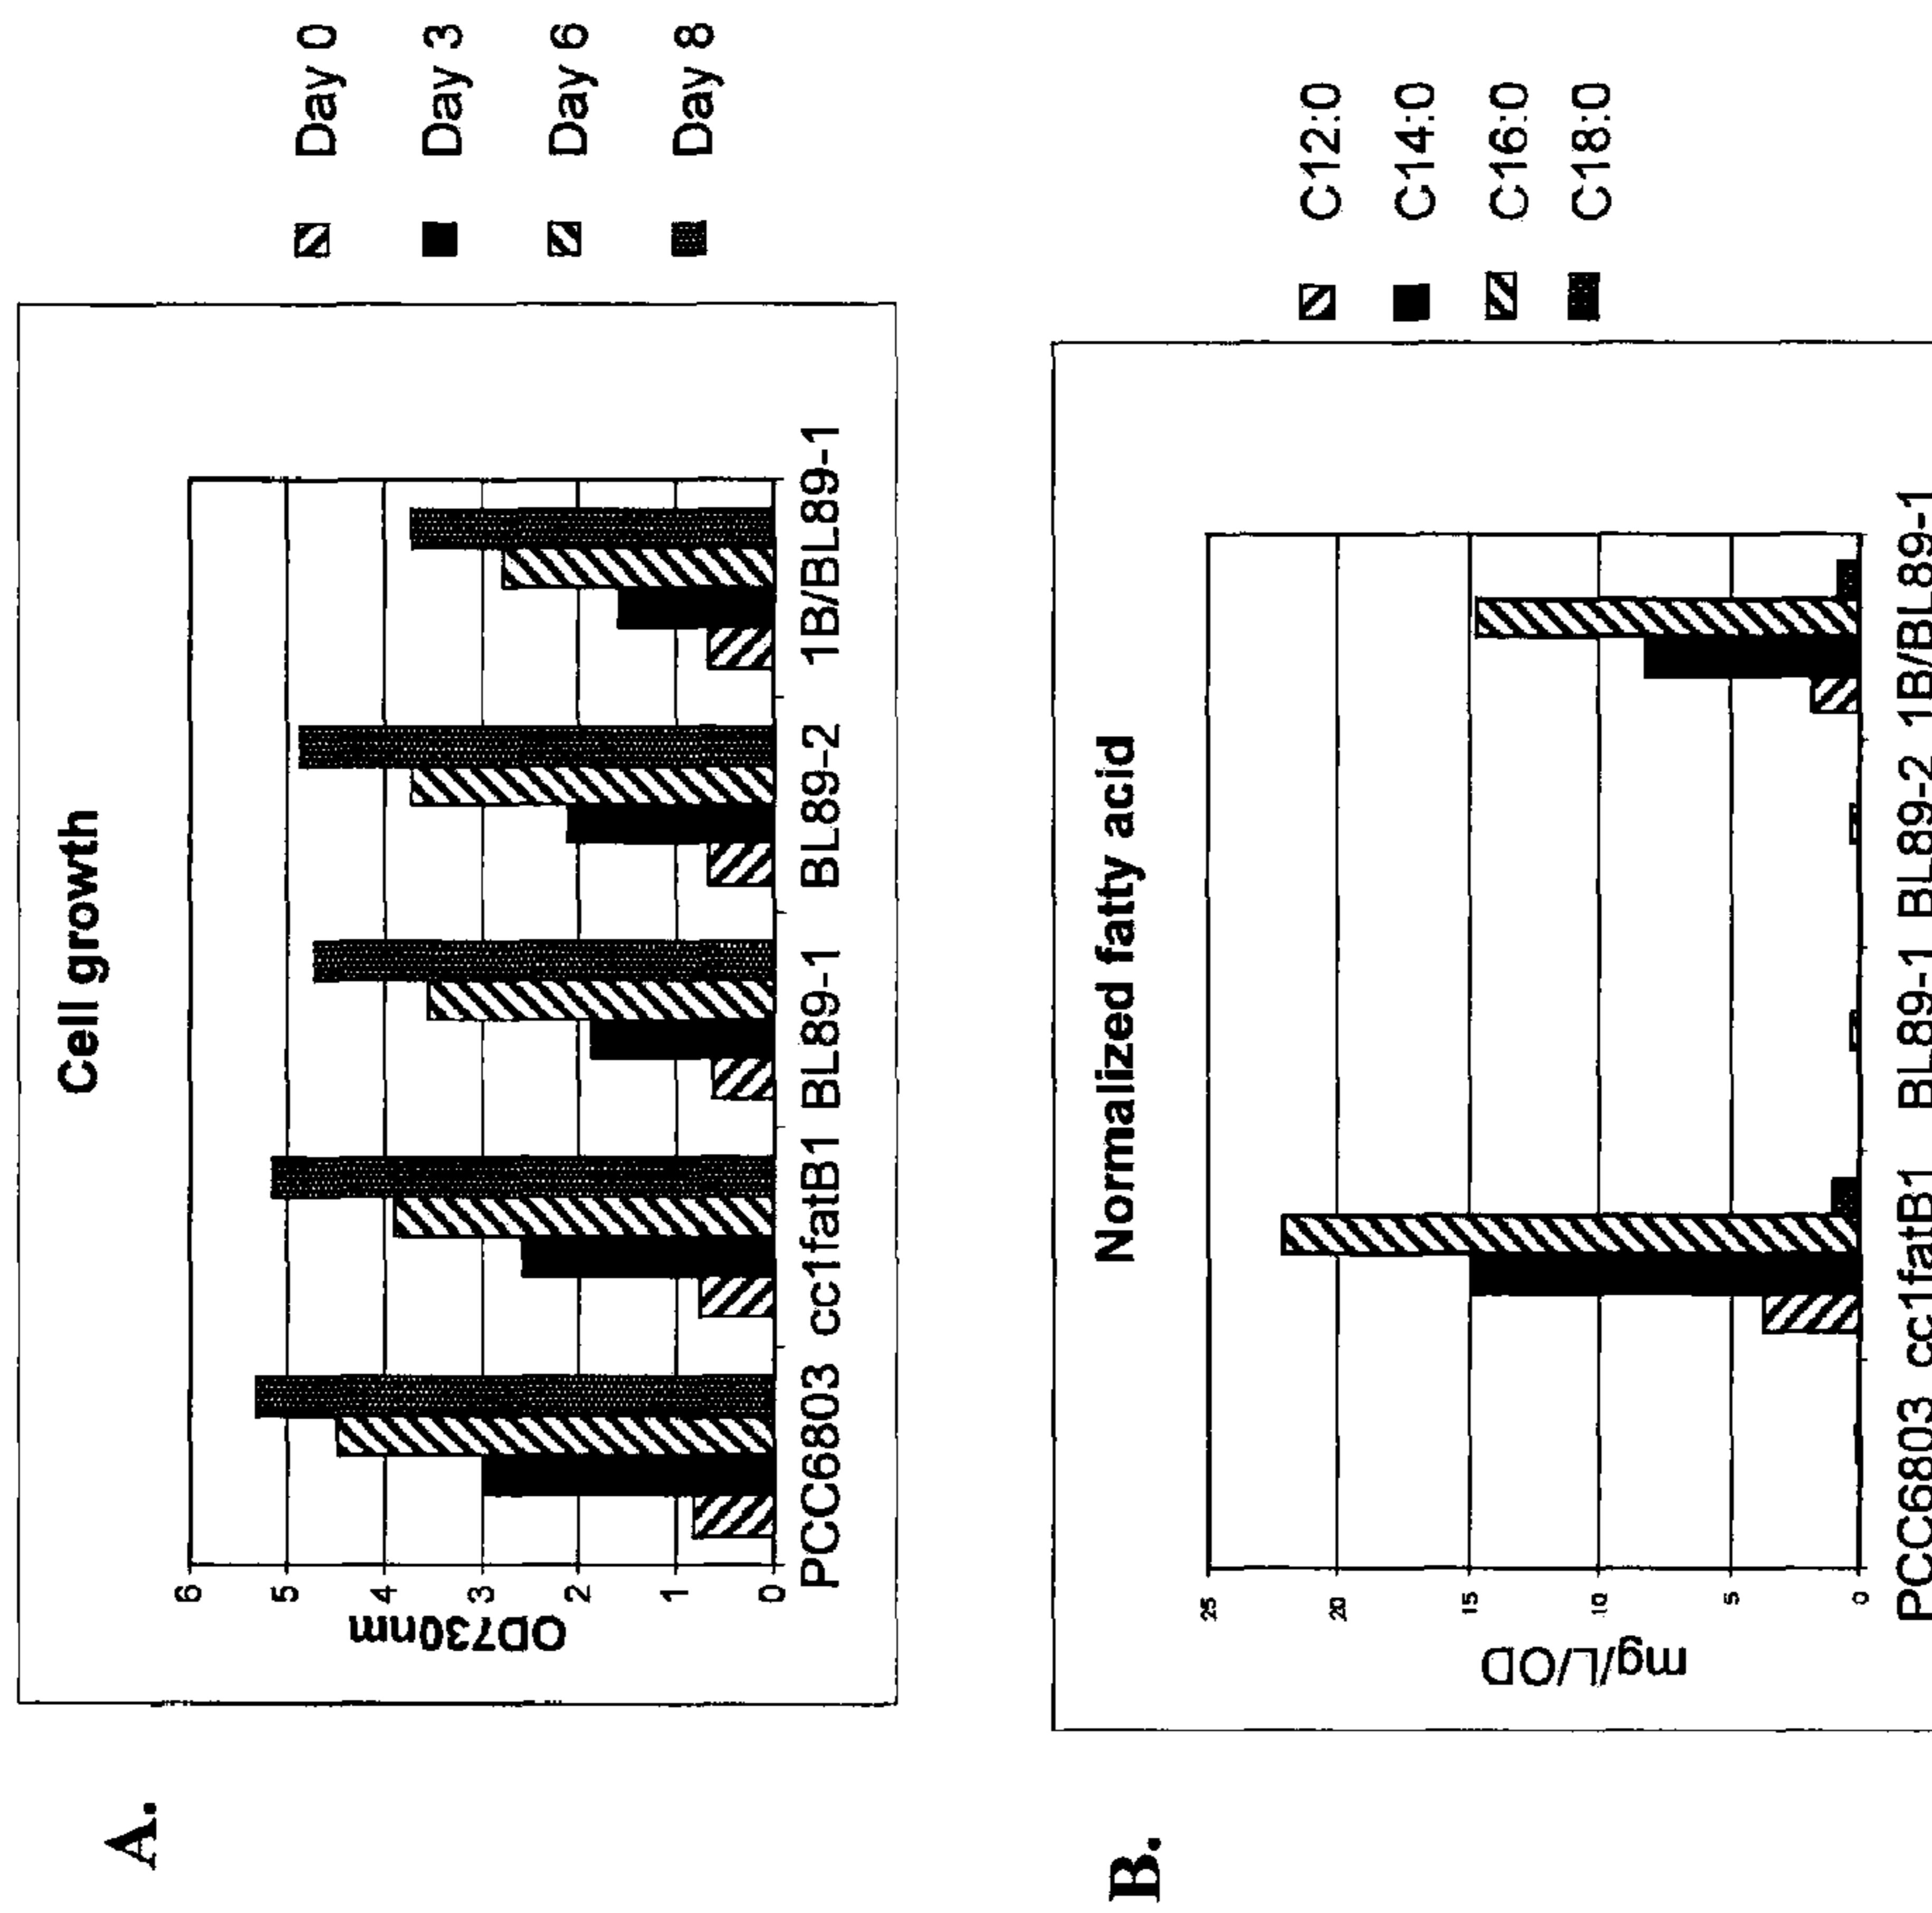 A.
Cell growth
OD730nm
6
5
4
3
2
1
0
PCC6803 cc1fatB1 BL89-1 BL89-2 1B/BL89-1
Day 0
Day 3
Day 6
Day 8
B.
Normalized fatty acid
mg/L/OD
25
20
15
10
5
0
PCC6803 cc1fatB1 BL89-1 BL89-2 1B/BL89-1
C12:0
C14:0
C16:0
C18:0